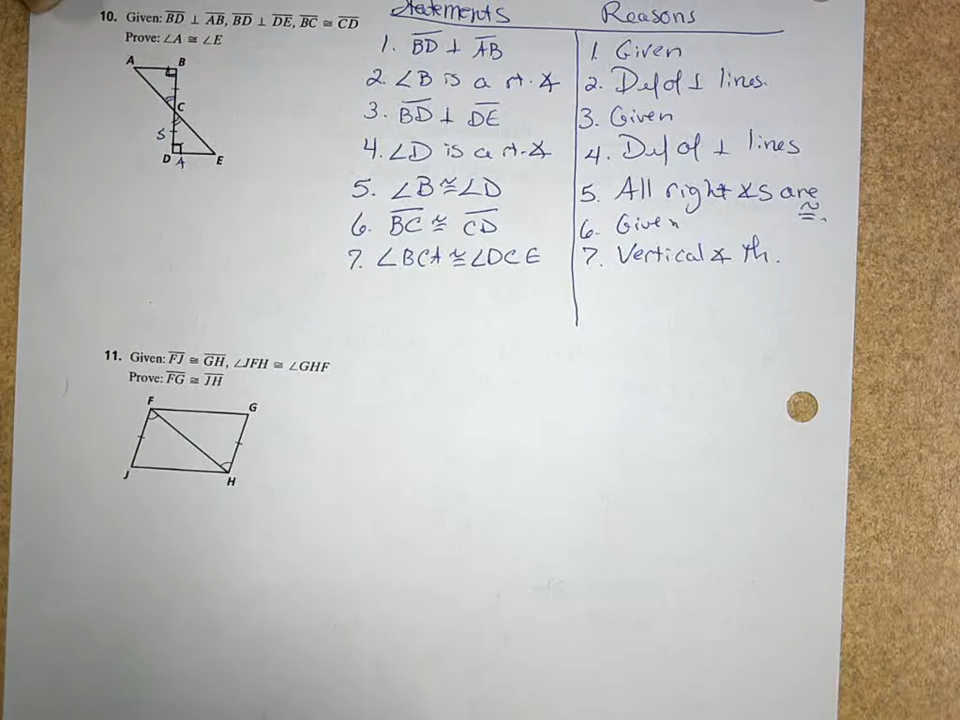 10. Given: BD ⊥ AB, BD ⊥ DE, BC ≅ CD
Prove: ∠A ≅ ∠E
A B
C
S
D A E
Statements Reasons
1. BD ⊥ AB 1. Given
2. ∠B is a rt. ∡ 2. Def of ⊥ lines.
3. BD ⊥ DE 3. Given
4. ∠D is a rt. ∡ 4. Def of ⊥ lines
5. ∠B ≅ ∠D 5. All right ∡s are ≅.
6. BC ≅ CD 6. Given
7. ∠BCA ≅ ∠DCE 7. Vertical ∡ th.
11. Given: FJ ≅ GH, ∠JFH ≅ ∠GHF
Prove: FG ≅ JH
F G
J H